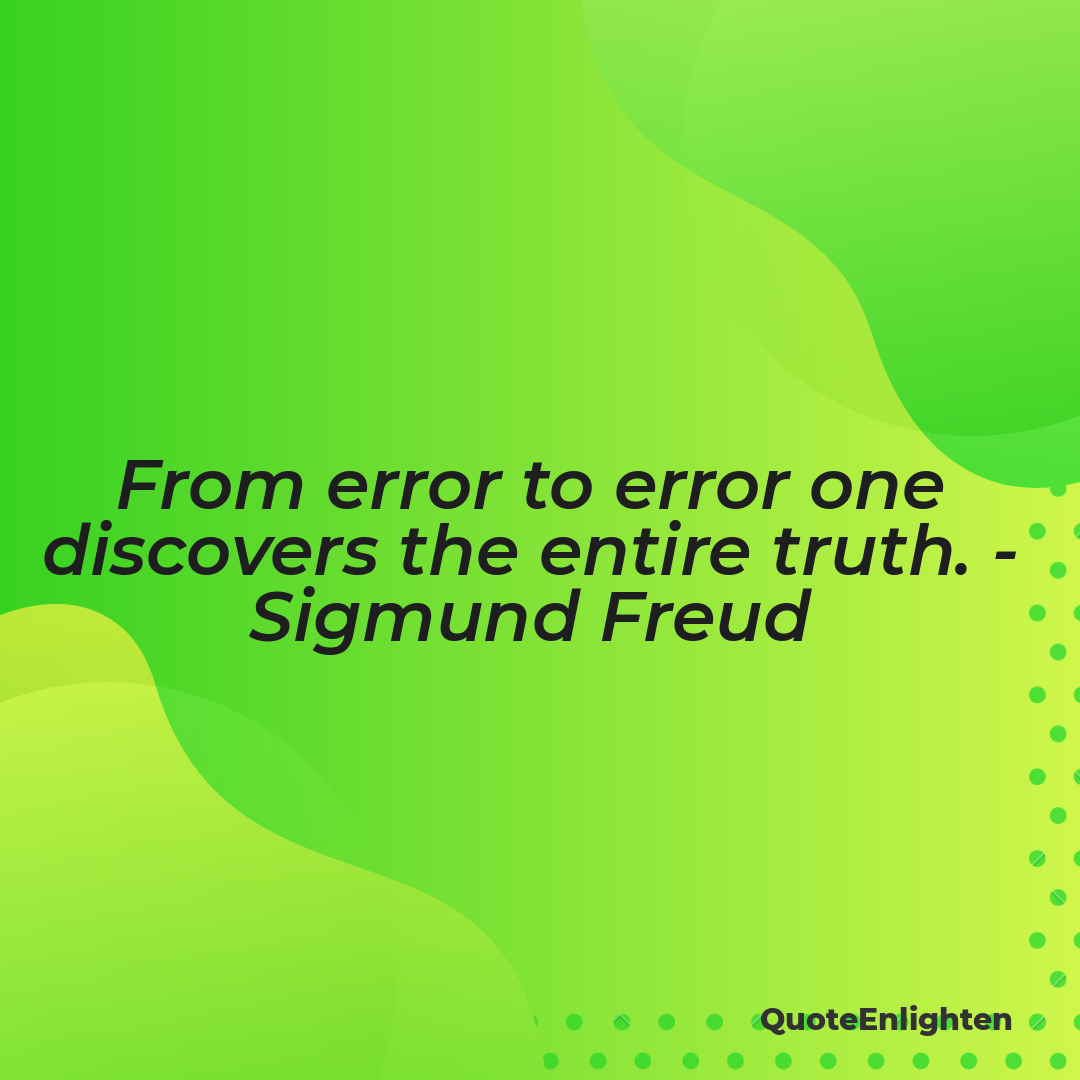 From error to error one
discovers the entire truth. -
Sigmund Freud
QuoteEnlighten